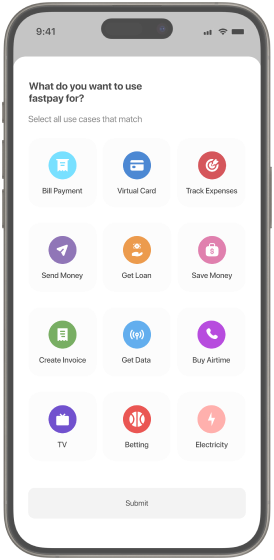 9:41
What do you want to use
fastpay for?
Select all use cases that match
Bill Payment
Virtual Card
Track Expenses
Send Money
Get Loan
Save Money
Create Invoice
Get Data
Buy Airtime
TV
Betting
Electricity
Submit